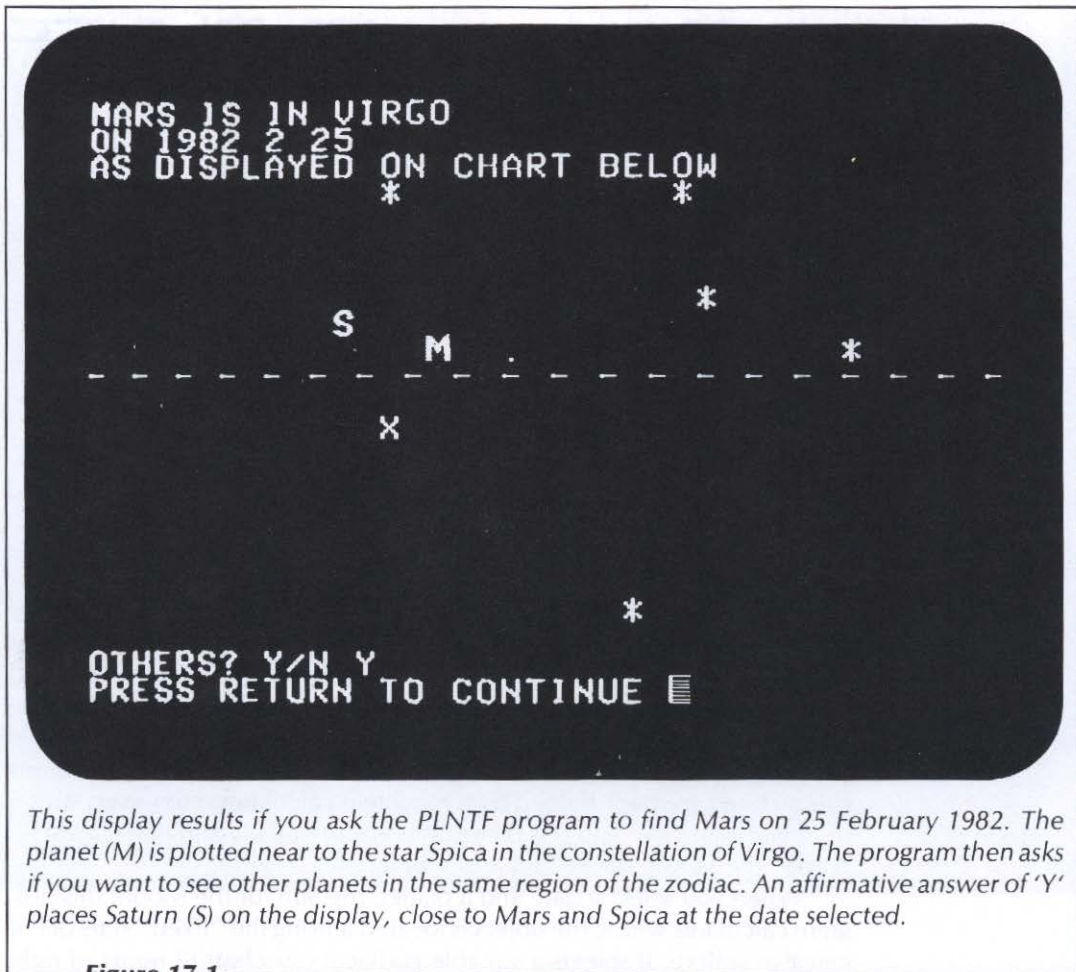 MARS IS IN VIRGO
ON 1982 2 25
AS DISPLAYED ON CHART BELOW
* *
*
S
M
*
- - - - - - - - - - - - - - - - - - - -
X
*
OTHERS? Y/N Y
PRESS RETURN TO CONTINUE
This display results if you ask the PLNTF program to find Mars on 25 February 1982. The
planet (M) is plotted near to the star Spica in the constellation of Virgo. The program then asks
if you want to see other planets in the same region of the zodiac. An affirmative answer of 'Y'
places Saturn (S) on the display, close to Mars and Spica at the date selected.
Figure 17-1